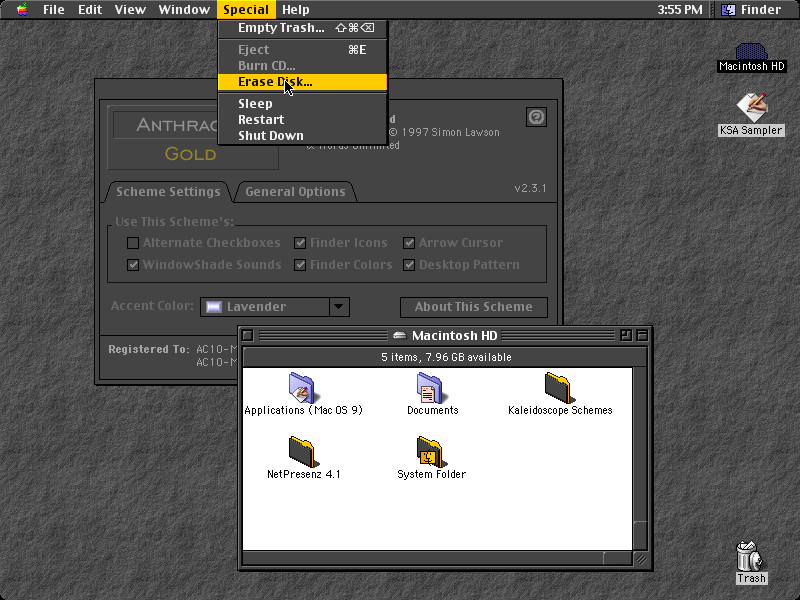 File Edit View Window Special Help 3:55 PM Finder
Empty Trash... ⇧⌘⌫
Eject ⌘E
Burn CD...
Erase Disk...
Sleep
Restart
Shut Down
Macintosh HD
KSA Sampler
© 1997 Simon Lawson
Unlimited
GOLD
Scheme Settings General Options v2.3.1
Use This Scheme's:
Alternate Checkboxes Finder Icons Arrow Cursor
WindowShade Sounds Finder Colors Desktop Pattern
Accent Color: Lavender About This Scheme
Registered To: AC10-M
AC10-M
Macintosh HD
5 items, 7.96 GB available
Applications (Mac OS 9) Documents Kaleidoscope Schemes
NetPresenz 4.1 System Folder
Trash